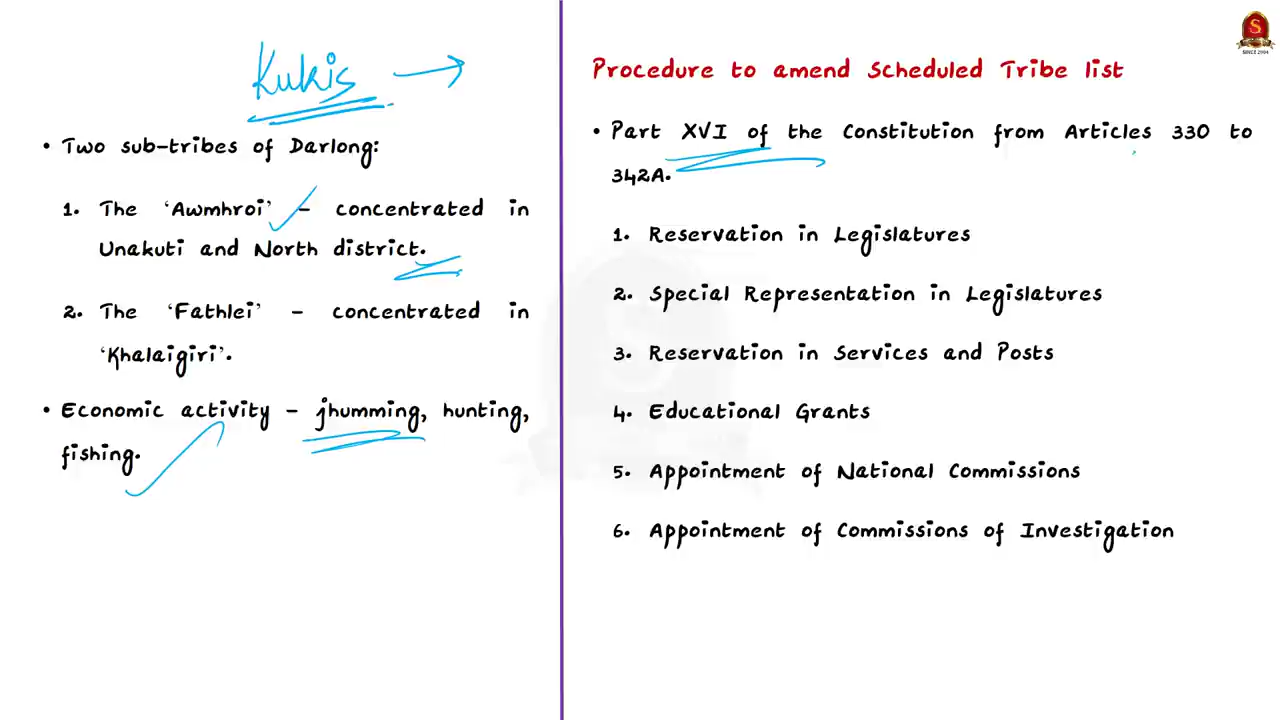 Kukis
• Two sub-tribes of Darlong:
1. The ‘Awmhroi’ – concentrated in
Unakuti and North district.
2. The ‘Fathlei’ – concentrated in
‘Khalaigiri’.
• Economic activity – jhumming, hunting,
fishing.
S
SINCE 2004
Procedure to amend Scheduled Tribe list
• Part XVI of the Constitution from Articles 330 to
342A.
1. Reservation in Legislatures
2. Special Representation in Legislatures
3. Reservation in Services and Posts
4. Educational Grants
5. Appointment of National Commissions
6. Appointment of Commissions of Investigation